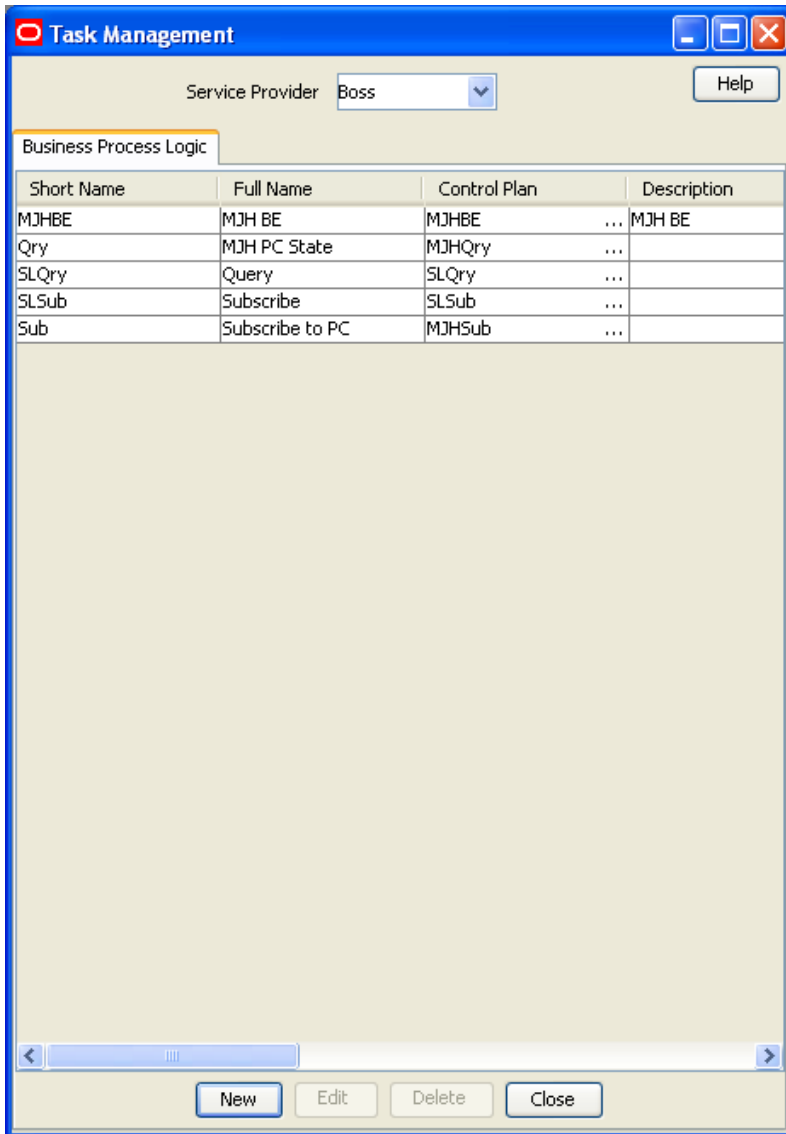 Task Management
Service Provider Boss Help
Business Process Logic
Short Name Full Name Control Plan Description
MJHBE MJH BE MJHBE ... MJH BE
Qry MJH PC State MJHQry ...
SLQry Query SLQry ...
SLSub Subscribe SLSub ...
Sub Subscribe to PC MJHSub ...
New Edit Delete Close